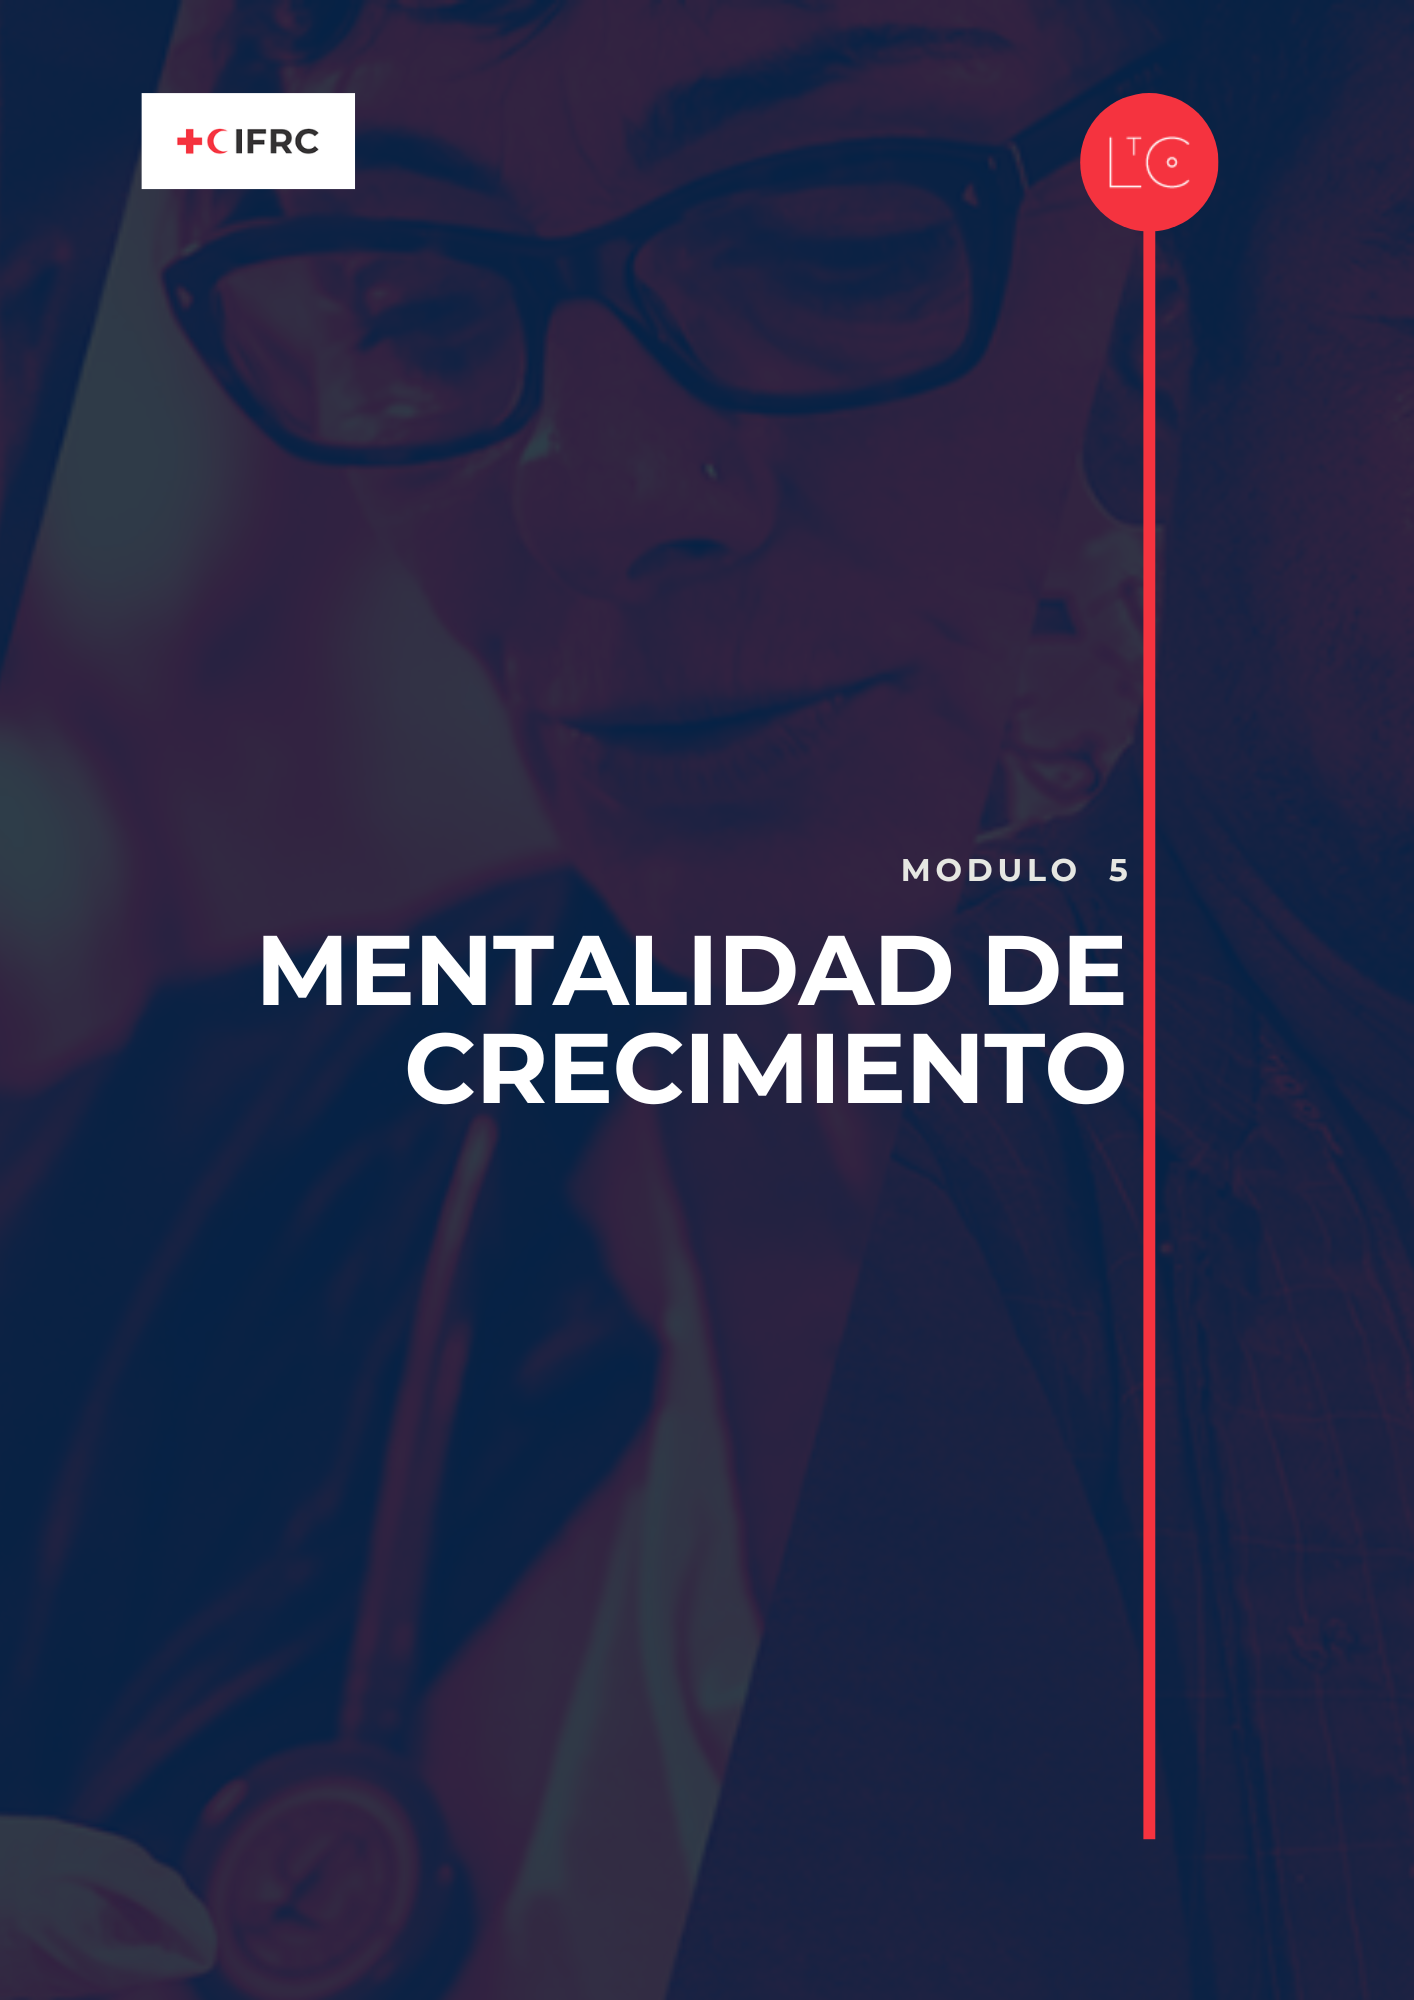 IFRC
LTC
MODULO 5
MENTALIDAD DE
CRECIMIENTO